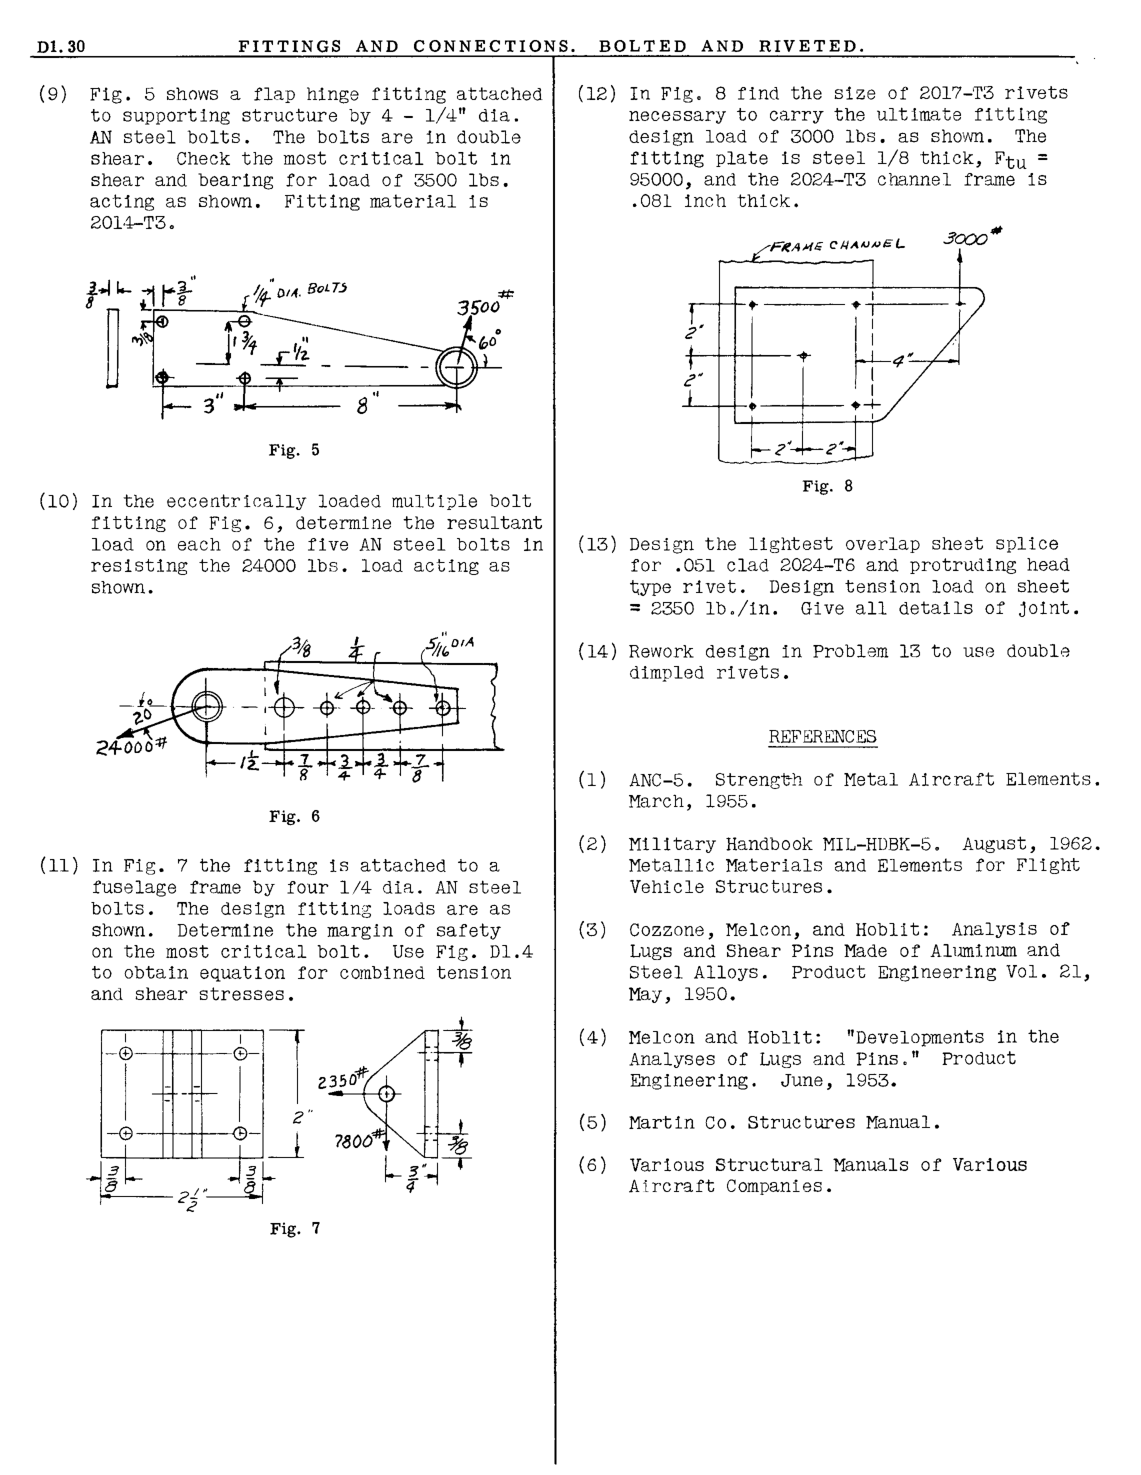 D1.30
FITTINGS AND CONNECTIONS. BOLTED AND RIVETED.
(9) Fig. 5 shows a flap hinge fitting attached
to supporting structure by 4 - 1/4" dia.
AN steel bolts. The bolts are in double
shear. Check the most critical bolt in
shear and bearing for load of 3500 lbs.
acting as shown. Fitting material is
2014-T3.
3/8
3/8"
1/4" DIA. BOLTS
3500#
60°
3/8
1 3/4
1/2"
3"
8"
Fig. 5
(10) In the eccentrically loaded multiple bolt
fitting of Fig. 6, determine the resultant
load on each of the five AN steel bolts in
resisting the 24000 lbs. load acting as
shown.
3/8
1/4
5/16" DIA
20°
24000#
1 1/2
7/8
3/4
3/4
7/8
Fig. 6
(11) In Fig. 7 the fitting is attached to a
fuselage frame by four 1/4 dia. AN steel
bolts. The design fitting loads are as
shown. Determine the margin of safety
on the most critical bolt. Use Fig. D1.4
to obtain equation for combined tension
and shear stresses.
3/8
2350#
2"
7800#
3/8
3/8
3/8
3/4"
2 1/2"
Fig. 7
(12) In Fig. 8 find the size of 2017-T3 rivets
necessary to carry the ultimate fitting
design load of 3000 lbs. as shown. The
fitting plate is steel 1/8 thick, Ftu =
95000, and the 2024-T3 channel frame is
.081 inch thick.
FRAME CHANNEL
3000#
2"
4"
2"
2"
2"
Fig. 8
(13) Design the lightest overlap sheet splice
for .051 clad 2024-T6 and protruding head
type rivet. Design tension load on sheet
= 2350 lb./in. Give all details of joint.
(14) Rework design in Problem 13 to use double
dimpled rivets.
REFERENCES
(1) ANC-5. Strength of Metal Aircraft Elements.
March, 1955.
(2) Military Handbook MIL-HDBK-5. August, 1962.
Metallic Materials and Elements for Flight
Vehicle Structures.
(3) Cozzone, Melcon, and Hoblit: Analysis of
Lugs and Shear Pins Made of Aluminum and
Steel Alloys. Product Engineering Vol. 21,
May, 1950.
(4) Melcon and Hoblit: "Developments in the
Analyses of Lugs and Pins." Product
Engineering. June, 1953.
(5) Martin Co. Structures Manual.
(6) Various Structural Manuals of Various
Aircraft Companies.